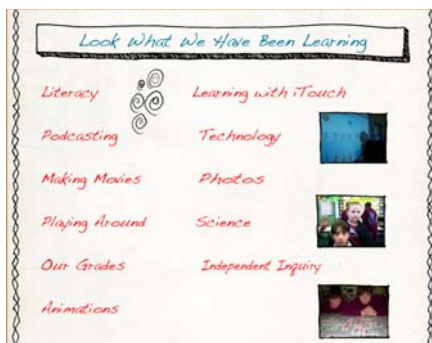 Look What We Have Been Learning
Literacy
Learning with iTouch
Podcasting
Technology
Making Movies
Photos
Playing Around
Science
Our Grades
Independent Inquiry
Animations